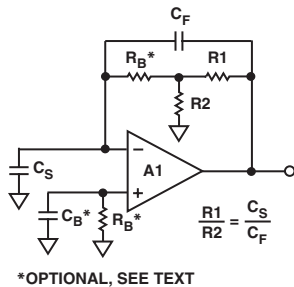 C_F
R_B* R1
R2
C_S
− A1
+
C_B* R_B*
R1/R2 = C_S/C_F
*OPTIONAL, SEE TEXT